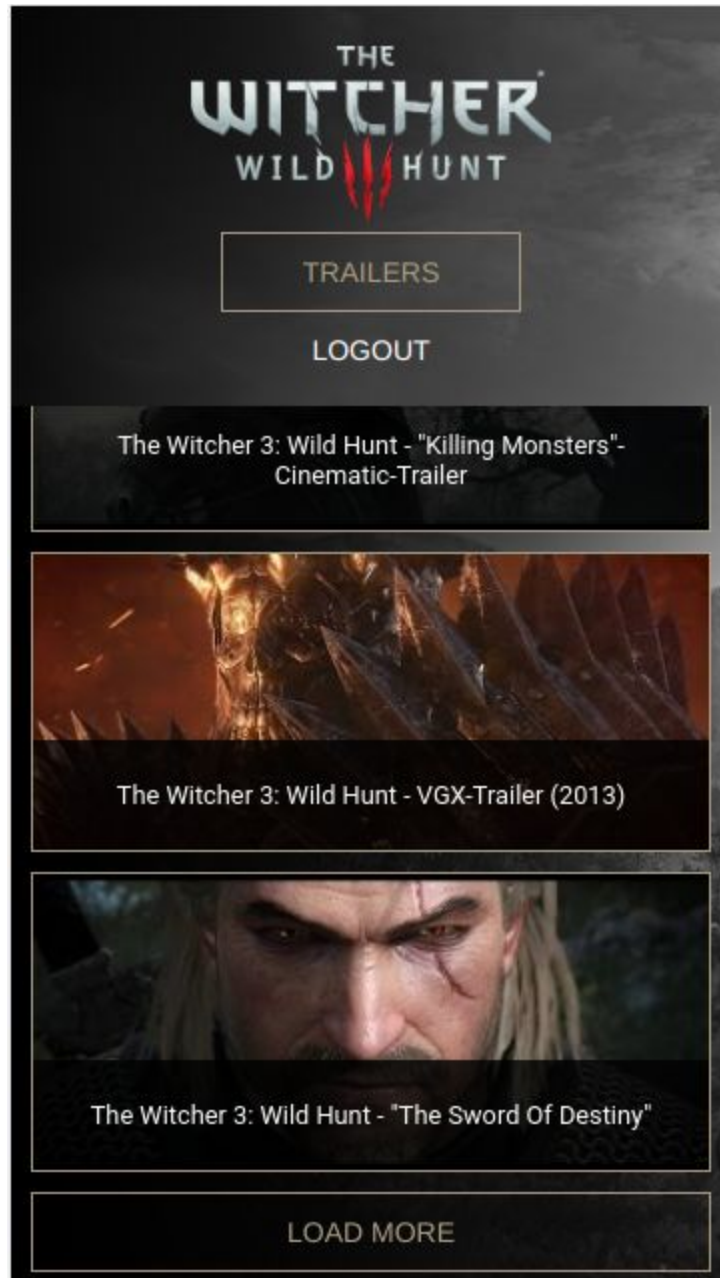 THE
WITCHER
WILD HUNT
TRAILERS
LOGOUT
The Witcher 3: Wild Hunt - "Killing Monsters"-
Cinematic-Trailer
The Witcher 3: Wild Hunt - VGX-Trailer (2013)
The Witcher 3: Wild Hunt - "The Sword Of Destiny"
LOAD MORE